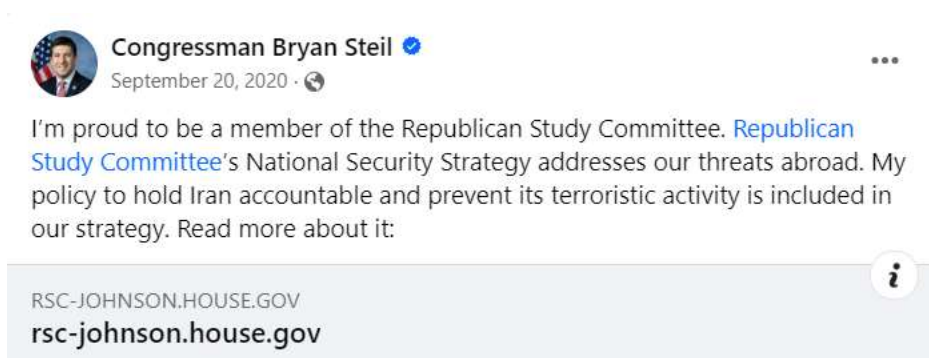 Congressman Bryan Steil
September 20, 2020 ·
I'm proud to be a member of the Republican Study Committee. Republican
Study Committee's National Security Strategy addresses our threats abroad. My
policy to hold Iran accountable and prevent its terroristic activity is included in
our strategy. Read more about it:
i
RSC-JOHNSON.HOUSE.GOV
rsc-johnson.house.gov